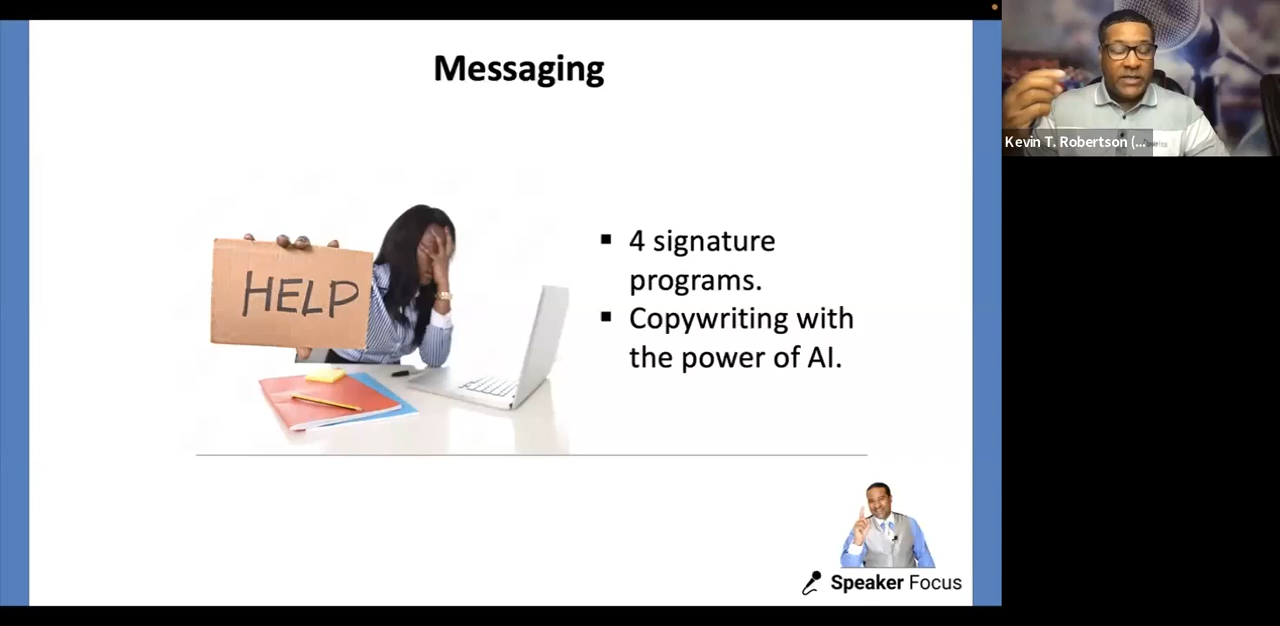 Messaging
HELP
▪ 4 signature
programs.
▪ Copywriting with
the power of AI.
Speaker Focus
Kevin T. Robertson (...